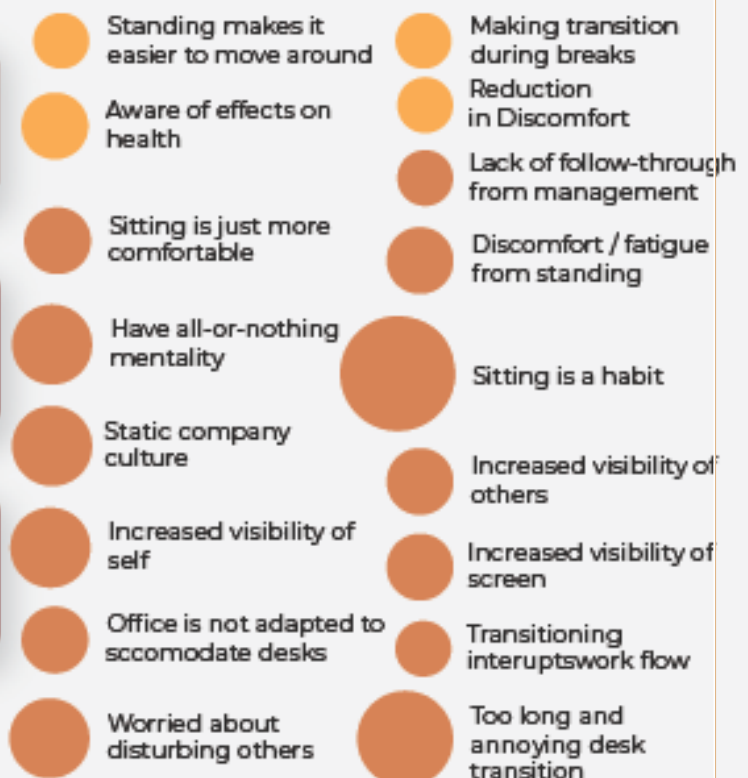 Standing makes it
easier to move around
Aware of effects on
health
Sitting is just more
comfortable
Have all-or-nothing
mentality
Static company
culture
Increased visibility of
self
Office is not adapted to
sccomodate desks
Worried about
disturbing others
Making transition
during breaks
Reduction
in Discomfort
Lack of follow-through
from management
Discomfort / fatigue
from standing
Sitting is a habit
Increased visibility of
others
Increased visibility of
screen
Transitioning
interuptswork flow
Too long and
annoying desk
transition